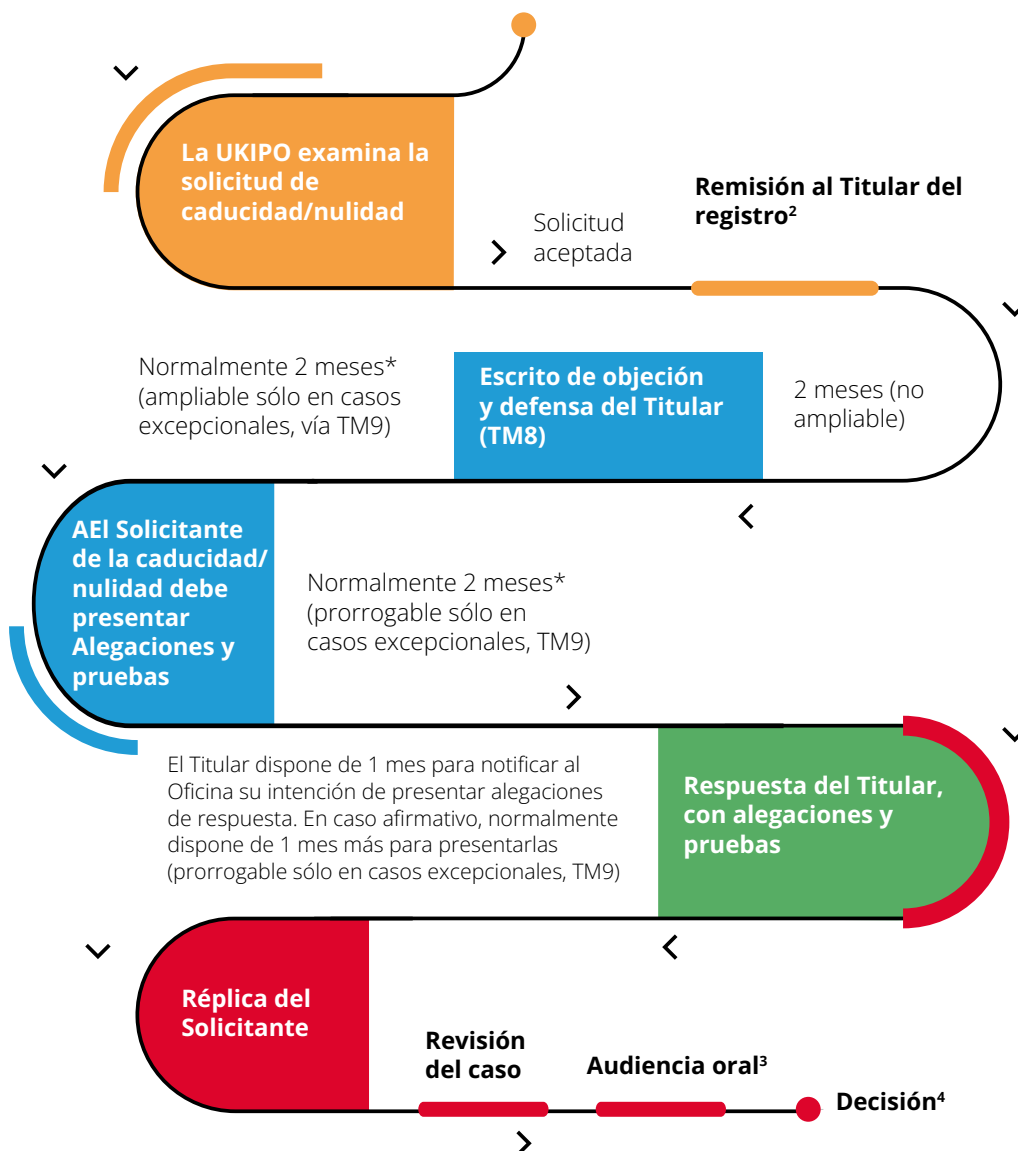 La UKIPO examina la
solicitud de
caducidad/nulidad
Solicitud
aceptada
Remisión al Titular del
registro²
2 meses (no
ampliable)
Escrito de objeción
y defensa del Titular
(TM8)
Normalmente 2 meses*
(ampliable sólo en casos
excepcionales, vía TM9)
AEl Solicitante
de la caducidad/
nulidad debe
presentar
Alegaciones y
pruebas
Normalmente 2 meses*
(prorrogable sólo en
casos excepcionales, TM9)
Respuesta del Titular,
con alegaciones y
pruebas
El Titular dispone de 1 mes para notificar al
Oficina su intención de presentar alegaciones
de respuesta. En caso afirmativo, normalmente
dispone de 1 mes más para presentarlas
(prorrogable sólo en casos excepcionales, TM9)
Réplica del
Solicitante
Revisión
del caso
Audiencia oral³
Decisión⁴